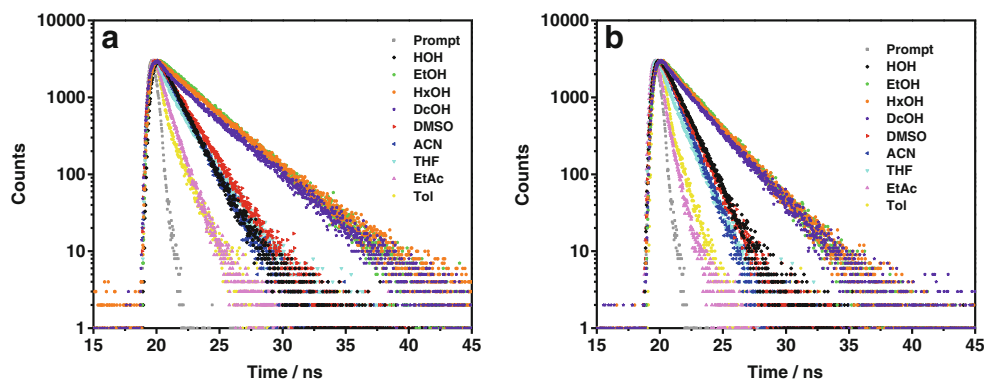 a
10000
1000
100
10
1
Counts
15 20 25 30 35 40 45
Time / ns
Prompt
HOH
EtOH
HxOH
DcOH
DMSO
ACN
THF
EtAc
Tol
b
10000
1000
100
10
1
Counts
15 20 25 30 35 40 45
Time / ns
Prompt
HOH
EtOH
HxOH
DcOH
DMSO
ACN
THF
EtAc
Tol